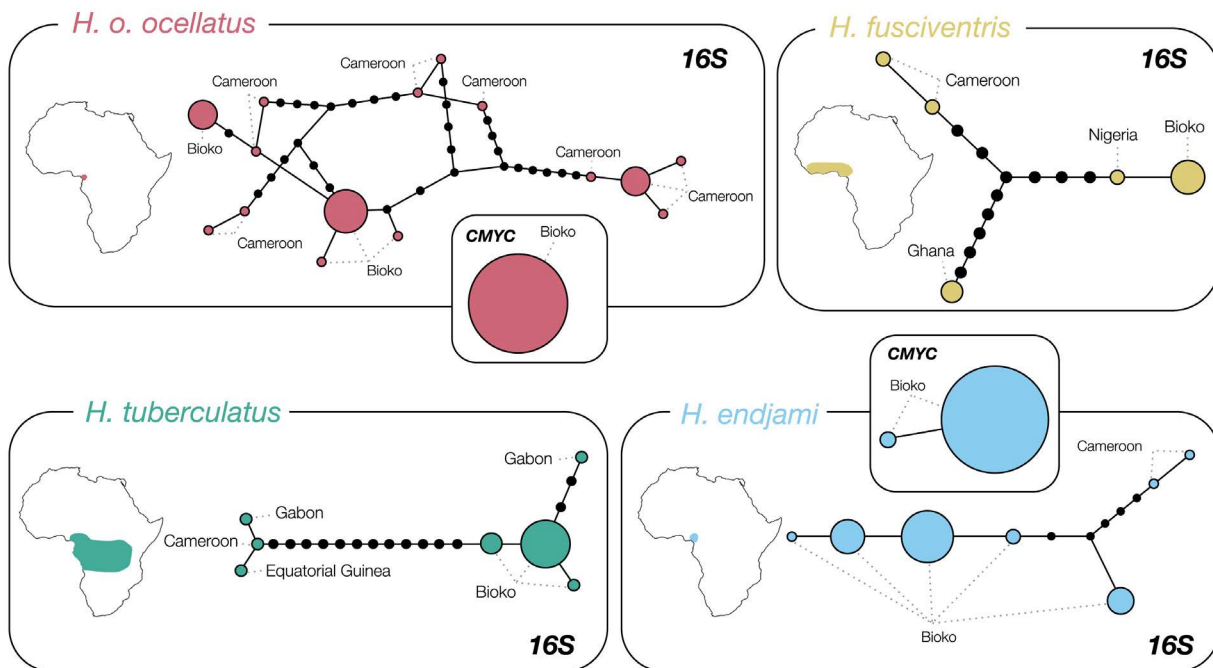 H. o. ocellatus
16S
Cameroon
Cameroon
Cameroon
Bioko
Cameroon
Cameroon
Cameroon
Bioko
CMYC
Bioko
H. fusciventris
16S
Cameroon
Nigeria
Bioko
Ghana
H. tuberculatus
Gabon
Gabon
Cameroon
Equatorial Guinea
Bioko
16S
H. endjami
CMYC
Bioko
Cameroon
Bioko
16S